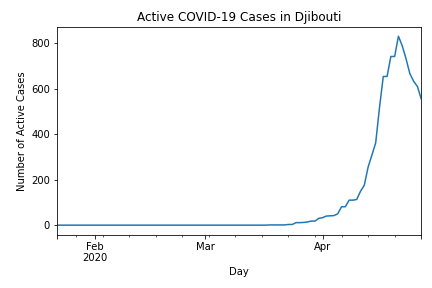 Active COVID-19 Cases in Djibouti
Number of Active Cases
800
600
400
200
0
Feb
2020
Mar
Apr
Day